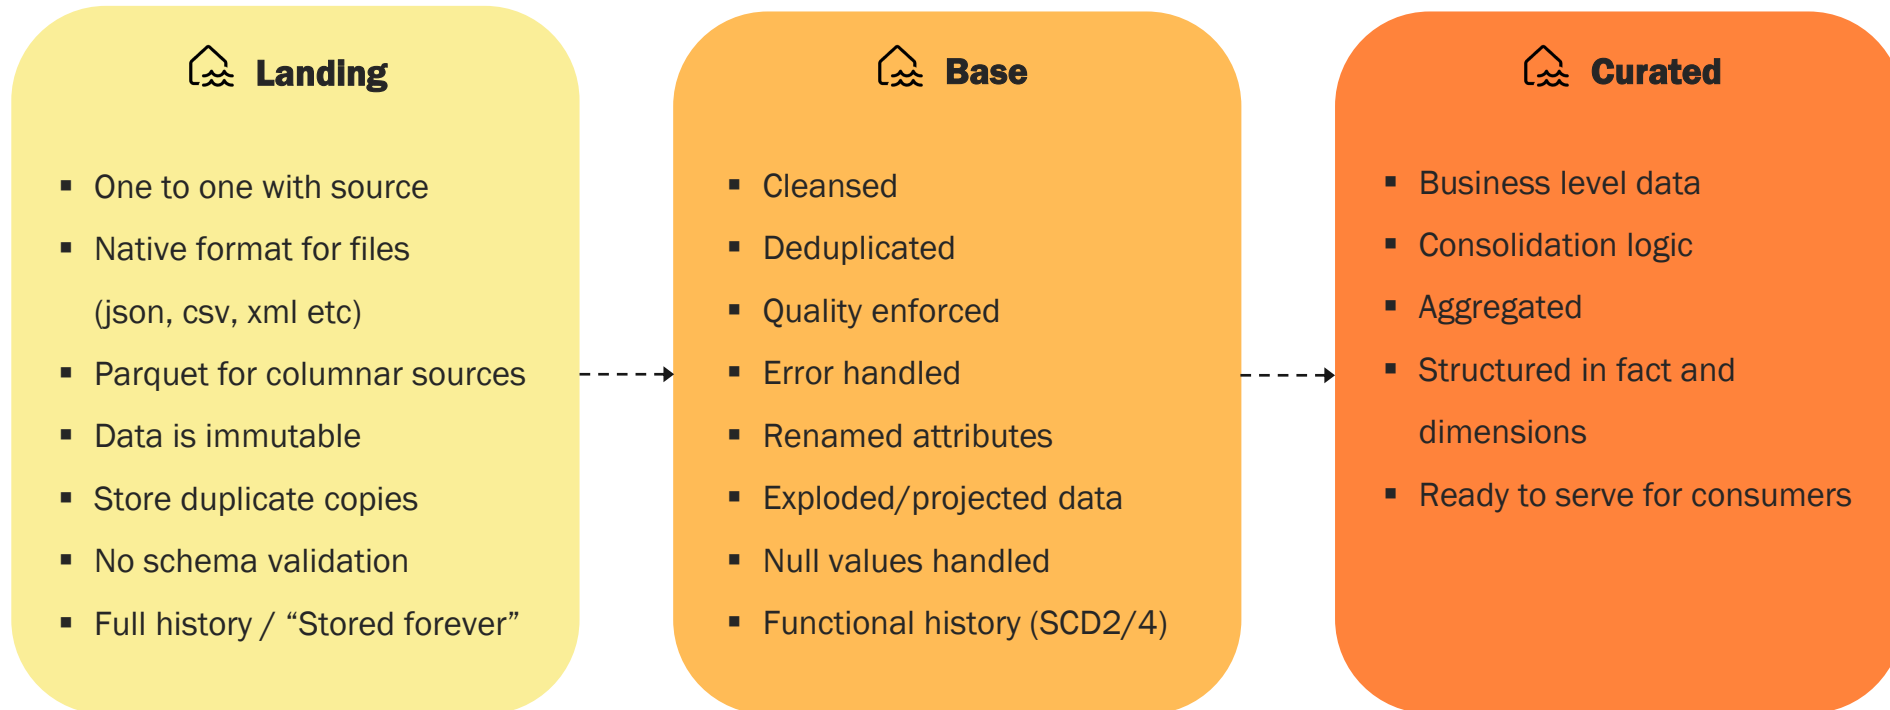 Landing
▪ One to one with source
▪ Native format for files
(json, csv, xml etc)
▪ Parquet for columnar sources
▪ Data is immutable
▪ Store duplicate copies
▪ No schema validation
▪ Full history / “Stored forever”
Base
▪ Cleansed
▪ Deduplicated
▪ Quality enforced
▪ Error handled
▪ Renamed attributes
▪ Exploded/projected data
▪ Null values handled
▪ Functional history (SCD2/4)
Curated
▪ Business level data
▪ Consolidation logic
▪ Aggregated
▪ Structured in fact and
dimensions
▪ Ready to serve for consumers